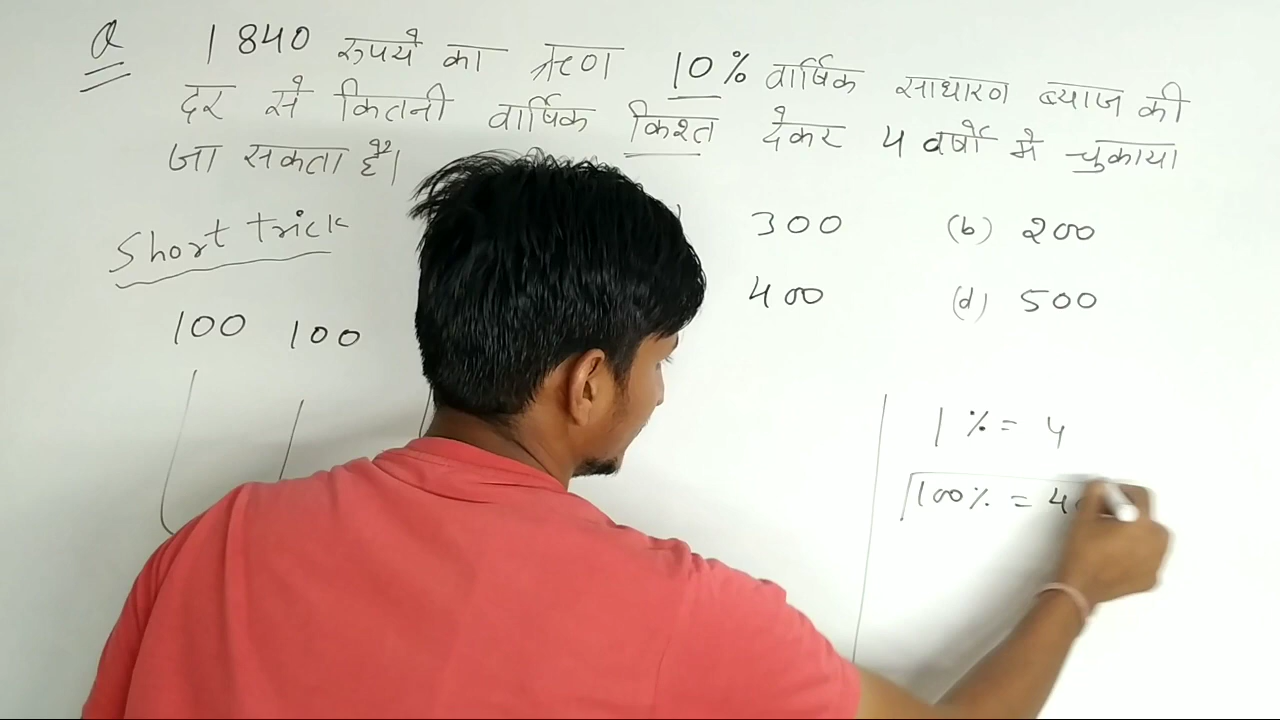 Q 1840 रुपये का ऋण 10% वार्षिक साधारण ब्याज की
दर से कितनी वार्षिक किश्त देकर 4 वर्षो मे चुकाया
जा सकता है।
Short trick
) 300 (b) 200
400 (d) 500
100 100
1% = 4
100% = 4